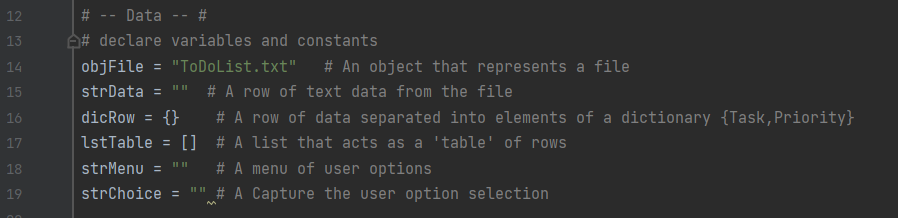 12 # -- Data -- #
13 # declare variables and constants
14 objFile = "ToDoList.txt"   # An object that represents a file
15 strData = ""  # A row of text data from the file
16 dicRow = {}    # A row of data separated into elements of a dictionary {Task,Priority}
17 lstTable = []  # A list that acts as a 'table' of rows
18 strMenu = ""   # A menu of user options
19 strChoice = "" # A Capture the user option selection